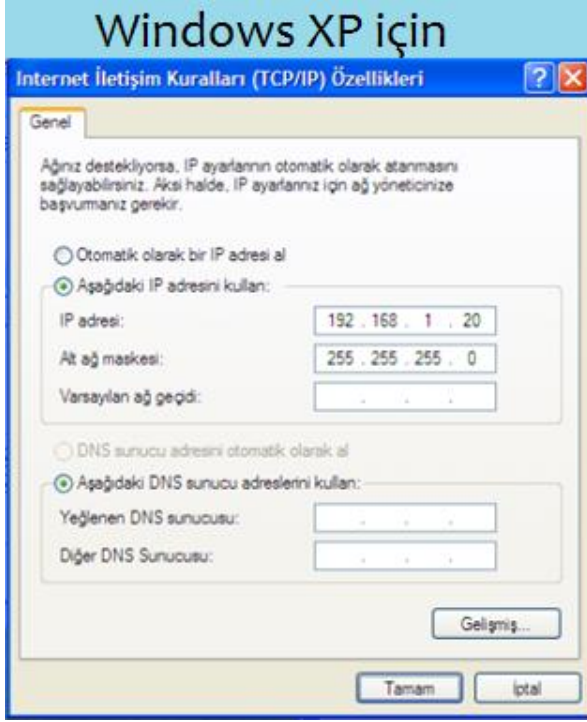 Windows XP için
Internet İletişim Kuralları (TCP/IP) Özellikleri
Genel
Ağınız destekliyorsa, IP ayarlarının otomatik olarak atanmasını
sağlayabilirsiniz. Aksi halde, IP ayarlarınız için ağ yöneticinize
başvurmanız gerekir.
Otomatik olarak bir IP adresi al
Aşağıdaki IP adresini kullan:
IP adresi: 192 . 168 . 1 . 20
Alt ağ maskesi: 255 . 255 . 255 . 0
Varsayılan ağ geçidi: . . .
DNS sunucu adresini otomatik olarak al
Aşağıdaki DNS sunucu adreslerini kullan:
Yeğlenen DNS sunucusu: . . .
Diğer DNS Sunucusu: . . .
Gelişmiş...
Tamam İptal